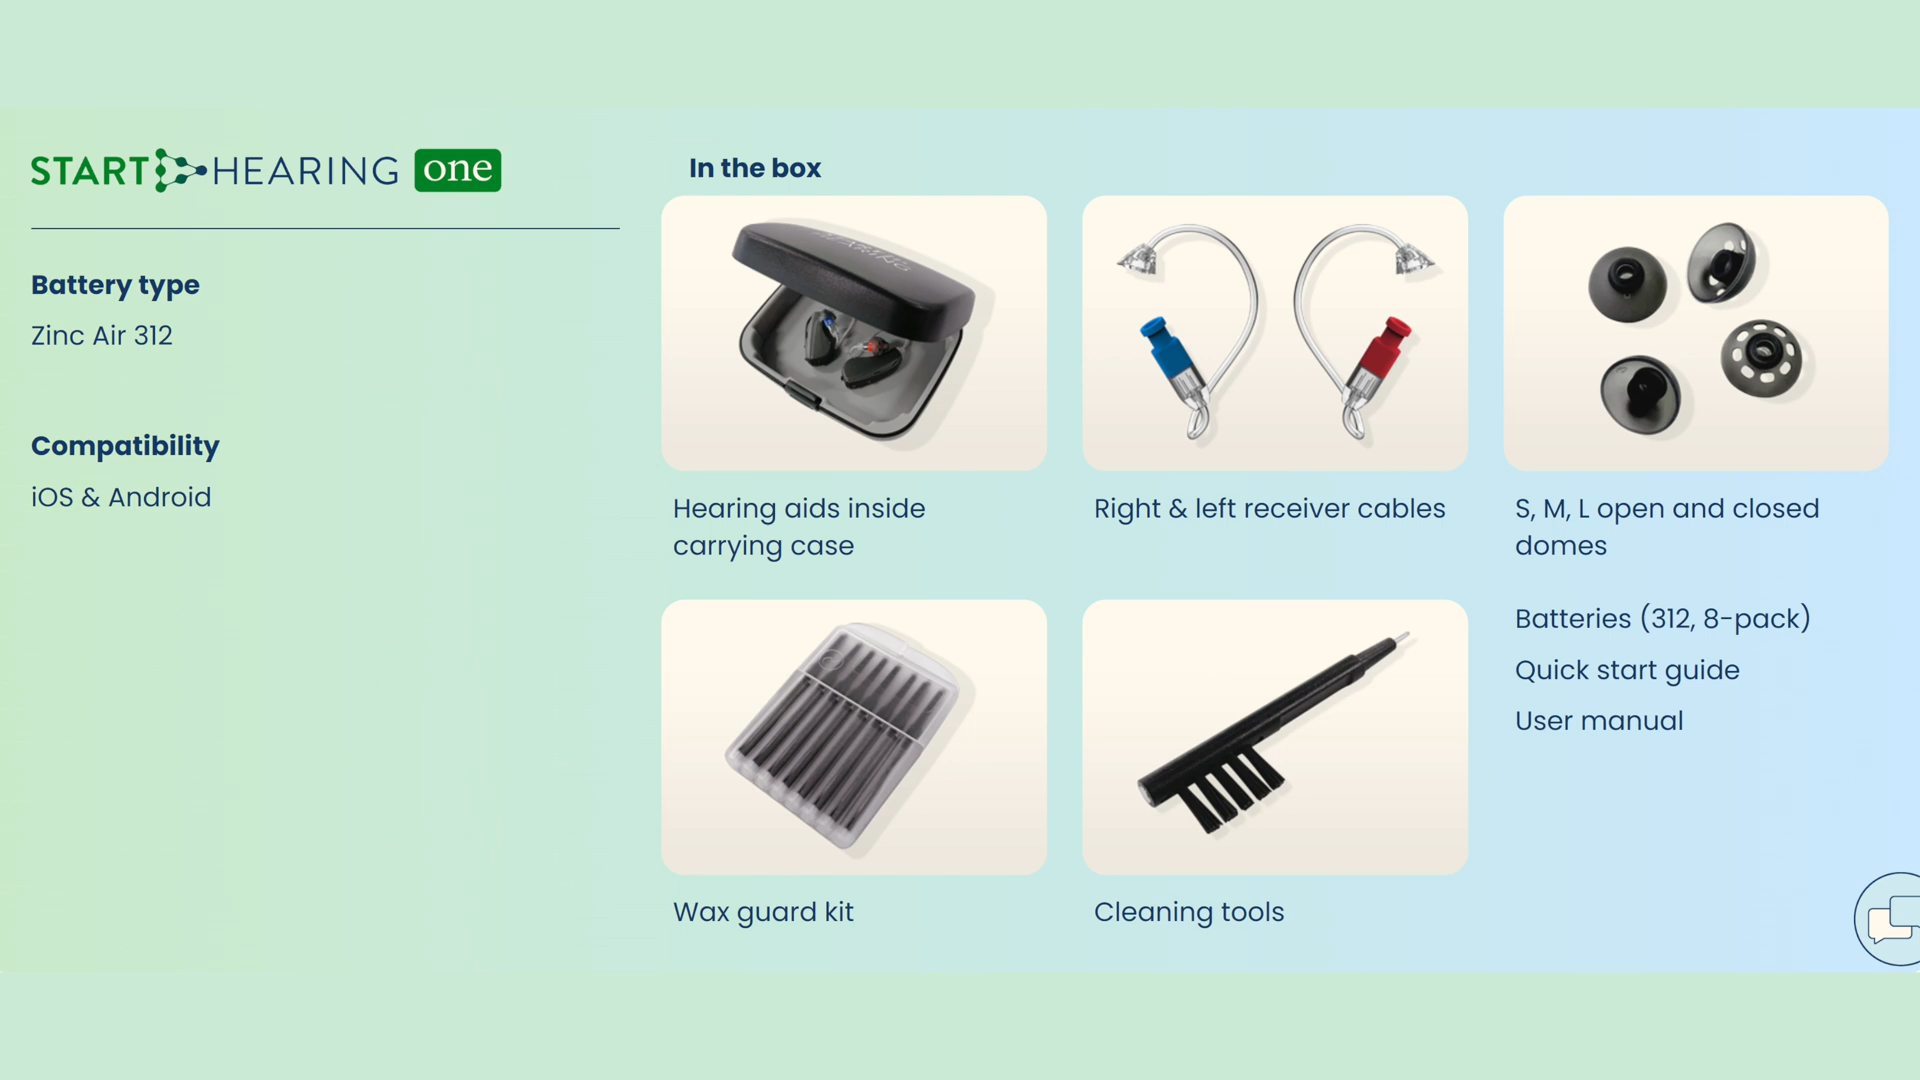 START HEARING one
Battery type
Zinc Air 312
Compatibility
iOS & Android
In the box
Hearing aids inside
carrying case
Right & left receiver cables
S, M, L open and closed
domes
Wax guard kit
Cleaning tools
Batteries (312, 8-pack)
Quick start guide
User manual